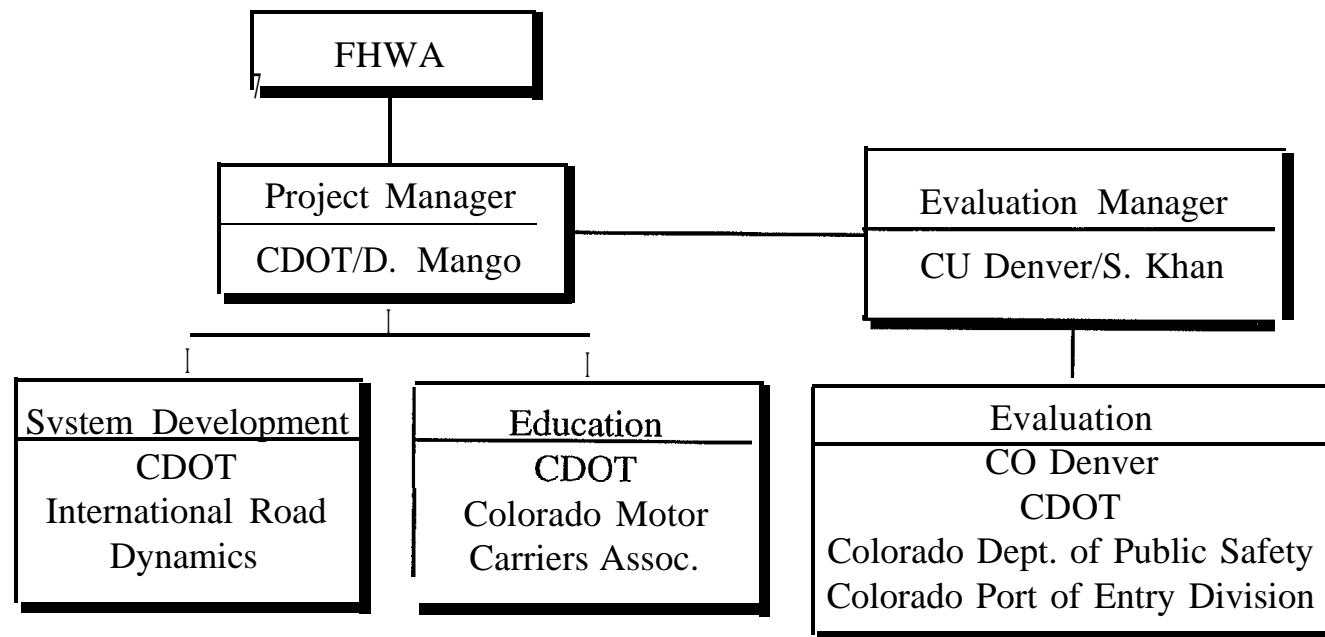 FHWA
Project Manager
CDOT/D. Mango
Evaluation Manager
CU Denver/S. Khan
Svstem Development
CDOT
International Road
Dynamics
Education
CDOT
Colorado Motor
Carriers Assoc.
Evaluation
CO Denver
CDOT
Colorado Dept. of Public Safety
Colorado Port of Entry Division